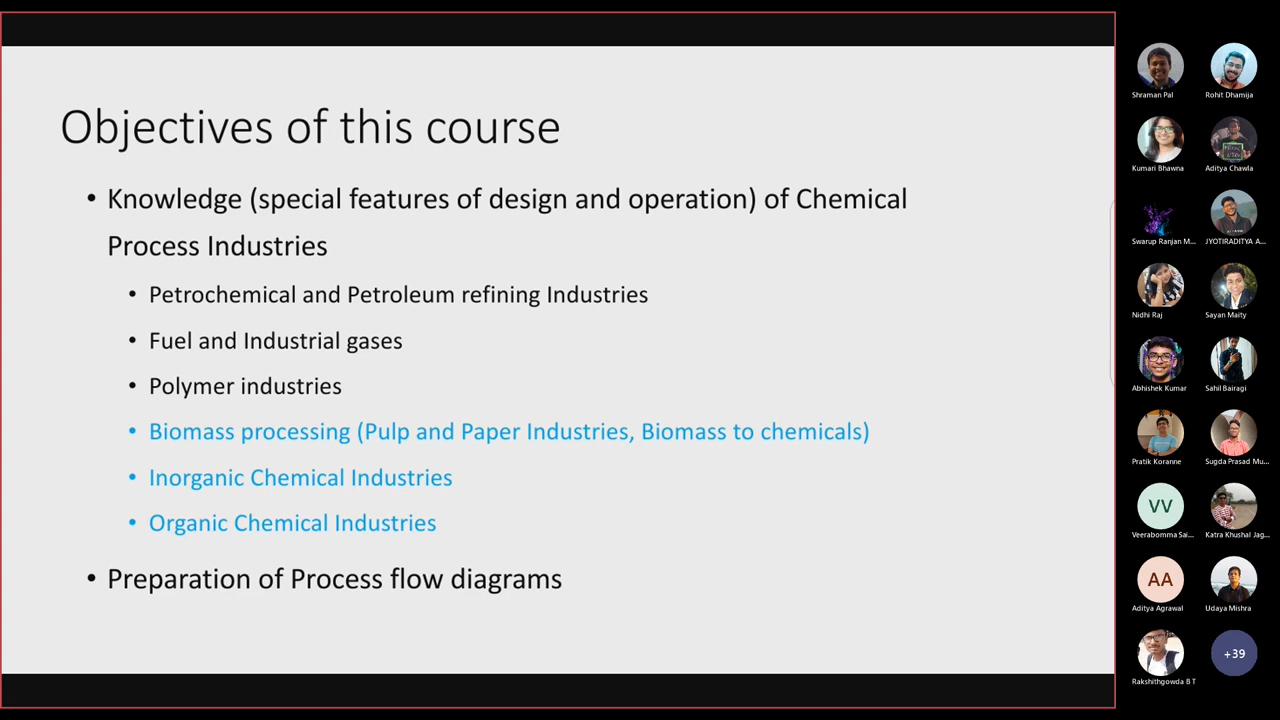 Objectives of this course
• Knowledge (special features of design and operation) of Chemical
Process Industries
• Petrochemical and Petroleum refining Industries
• Fuel and Industrial gases
• Polymer industries
• Biomass processing (Pulp and Paper Industries, Biomass to chemicals)
• Inorganic Chemical Industries
• Organic Chemical Industries
• Preparation of Process flow diagrams
Shraman Pal
Rohit Dhamija
Kumari Bhawna
Aditya Chawla
Swarup Ranjan M...
JYOTIRADITYA A...
Nidhi Raj
Sayan Maity
Abhishek Kumar
Sahil Bairagi
Pratik Koranne
Sugda Prasad Mu...
VV
Veerabomma Sai...
Katra Khushal Jag...
AA
Aditya Agrawal
Udaya Mishra
Rakshithgowda B T
+39